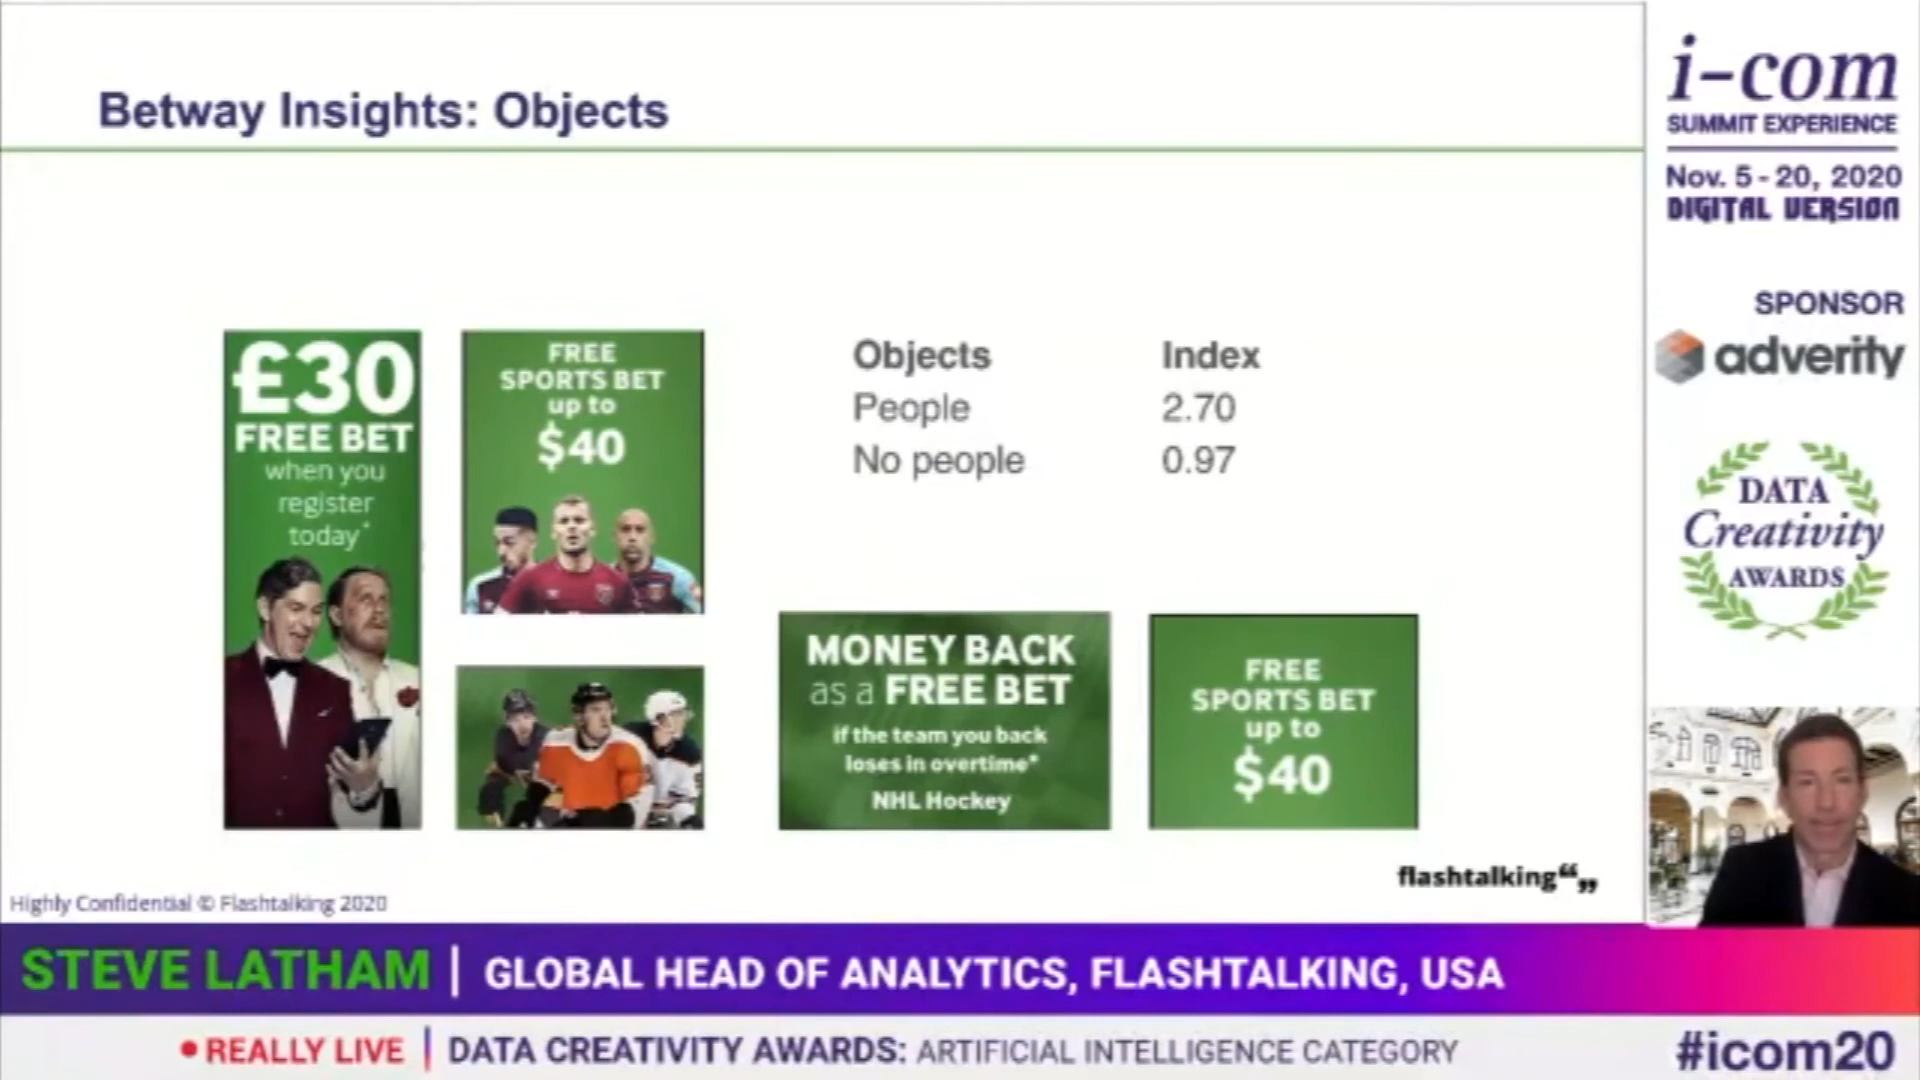 Betway Insights: Objects
£30
FREE BET
when you
register
today*
FREE
SPORTS BET
up to
$40
Objects Index
People 2.70
No people 0.97
MONEY BACK
as a FREE BET
if the team you back
loses in overtime*
NHL Hockey
FREE
SPORTS BET
up to
$40
flashtalking
Highly Confidential © Flashtalking 2020
i-com
SUMMIT EXPERIENCE
Nov. 5 - 20, 2020
DIGITAL VERSION
SPONSOR
adverity
DATA
Creativity
AWARDS
STEVE LATHAM | GLOBAL HEAD OF ANALYTICS, FLASHTALKING, USA
REALLY LIVE | DATA CREATIVITY AWARDS: ARTIFICIAL INTELLIGENCE CATEGORY
#icom20